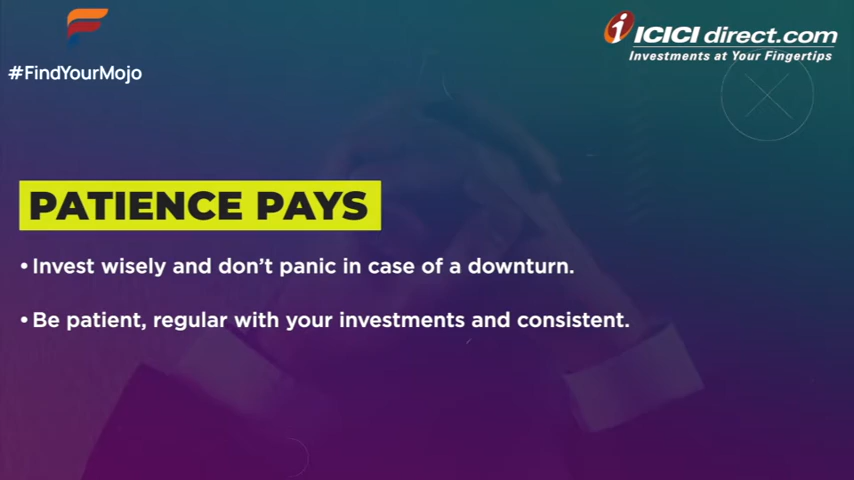 #FindYourMojo
ICICI direct.com
Investments at Your Fingertips
PATIENCE PAYS
• Invest wisely and don't panic in case of a downturn.
• Be patient, regular with your investments and consistent.